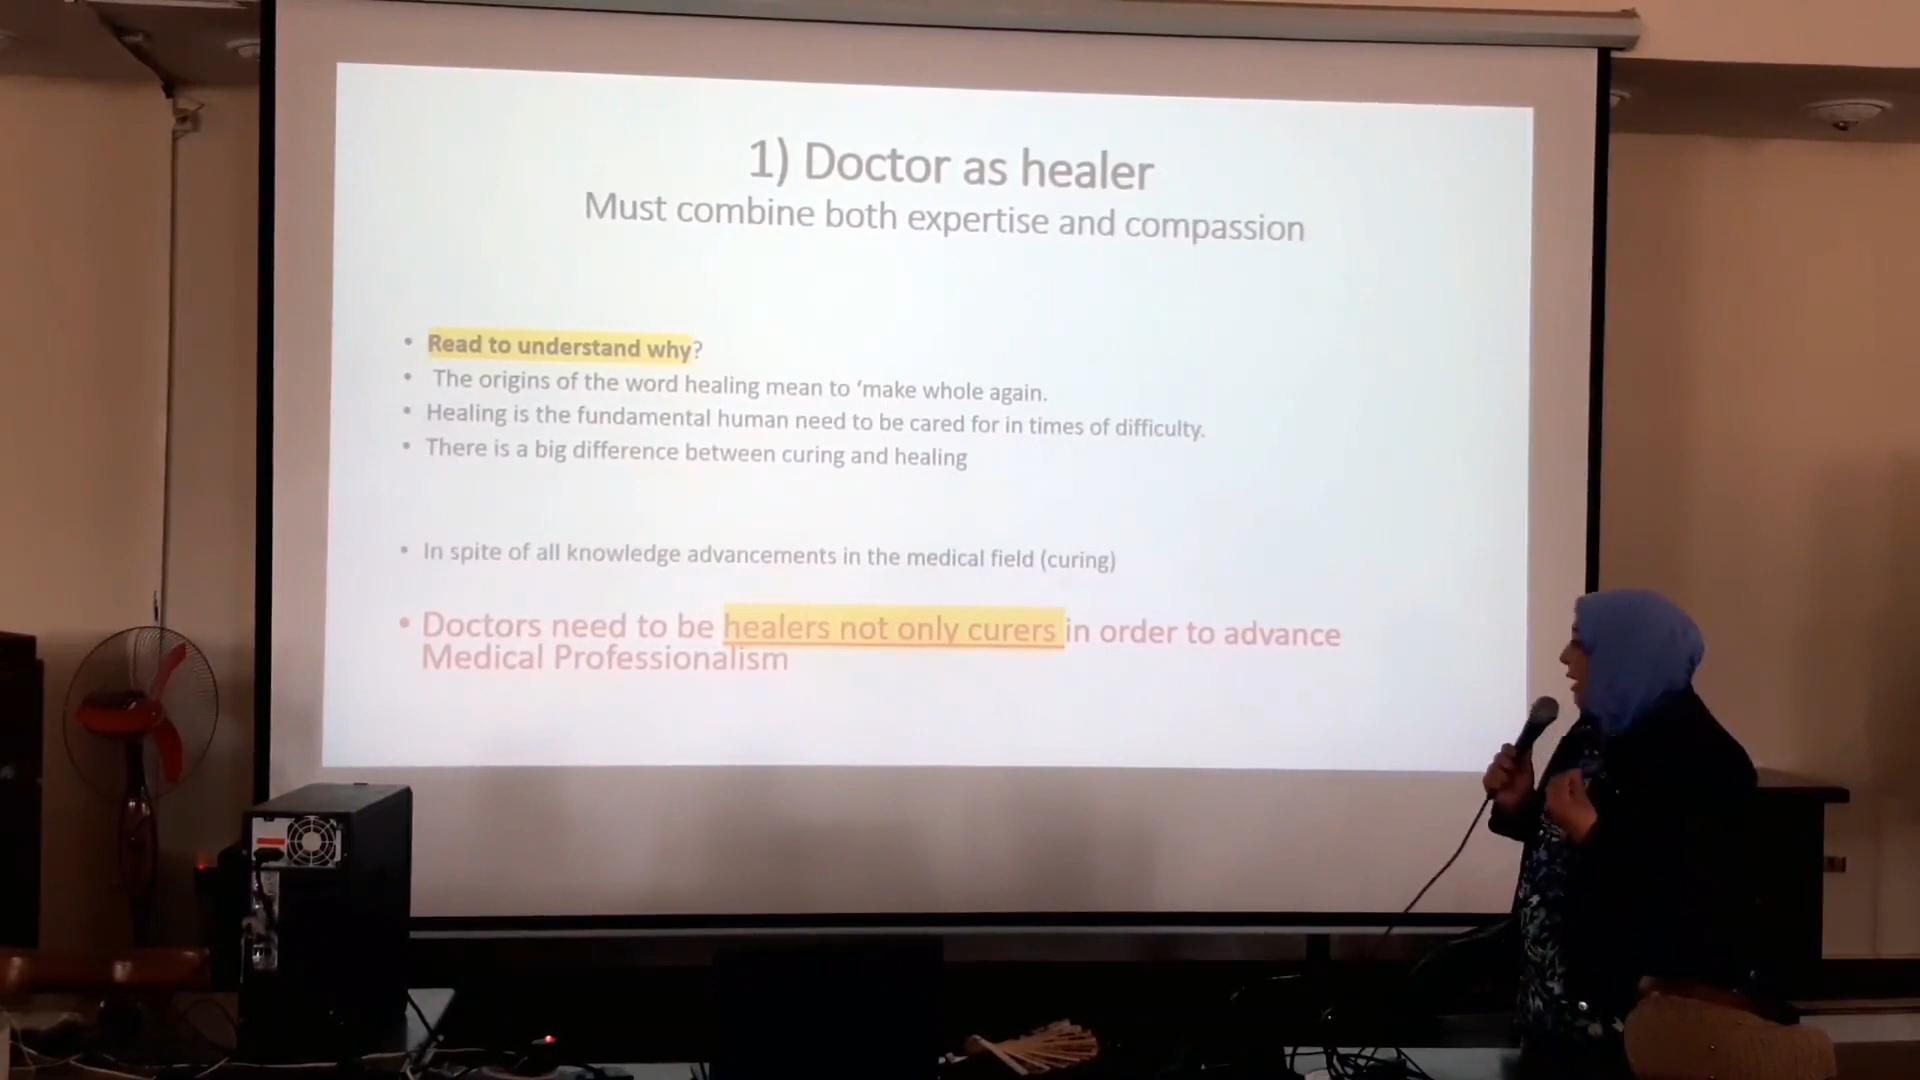 1) Doctor as healer
Must combine both expertise and compassion
• Read to understand why?
• The origins of the word healing mean to ‘make whole again.
• Healing is the fundamental human need to be cared for in times of difficulty.
• There is a big difference between curing and healing
• In spite of all knowledge advancements in the medical field (curing)
• Doctors need to be healers not only curers in order to advance
Medical Professionalism